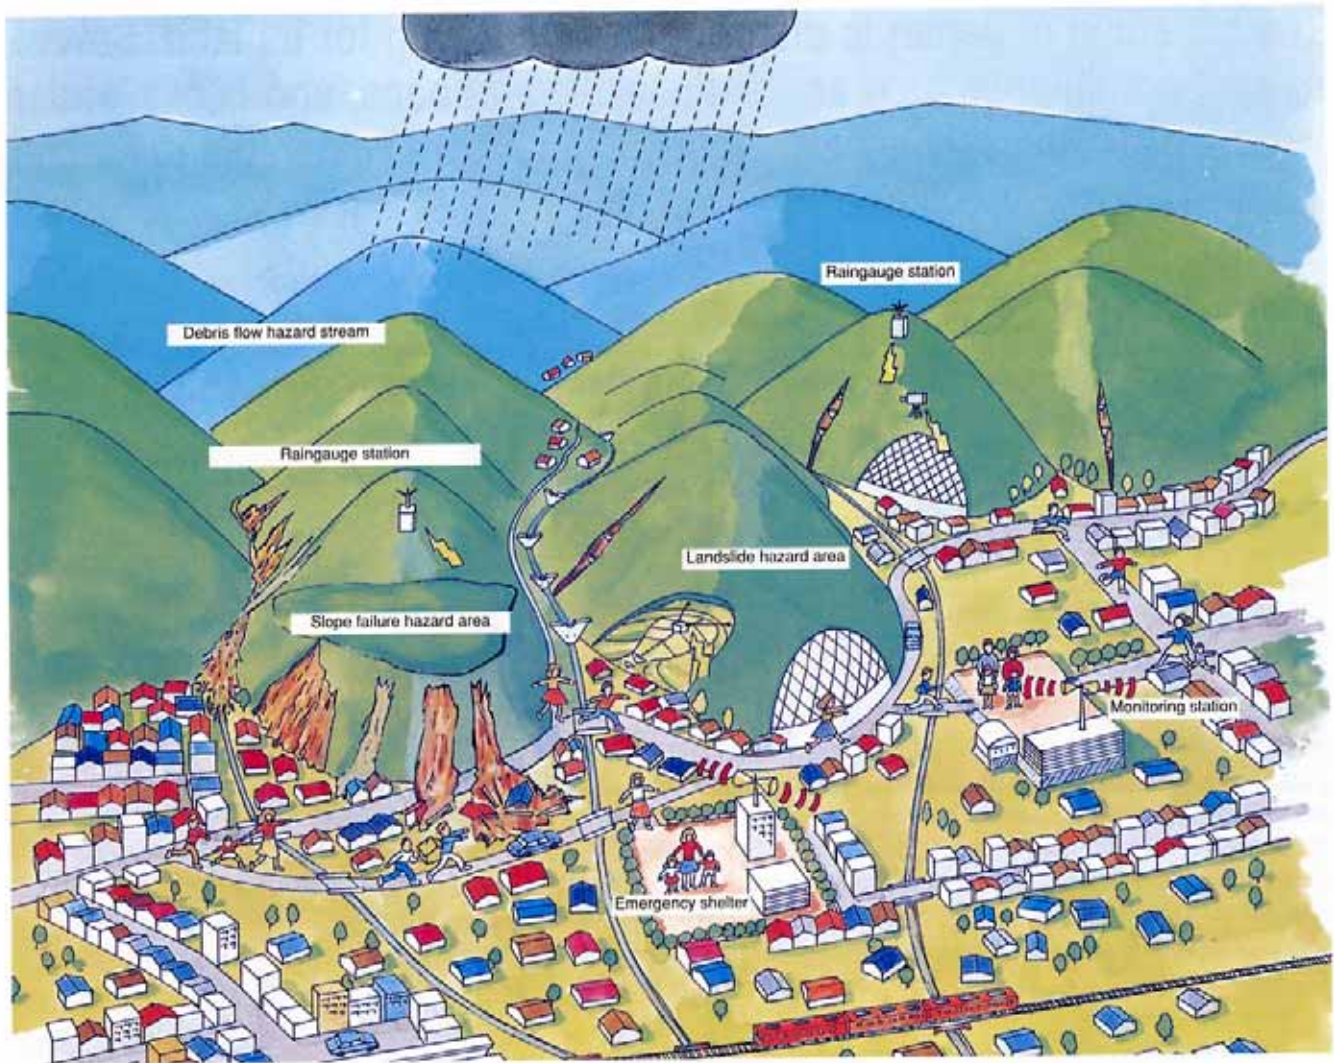 Raingauge station
Debris flow hazard stream
Raingauge station
Landslide hazard area
Slope failure hazard area
Monitoring station
Emergency shelter